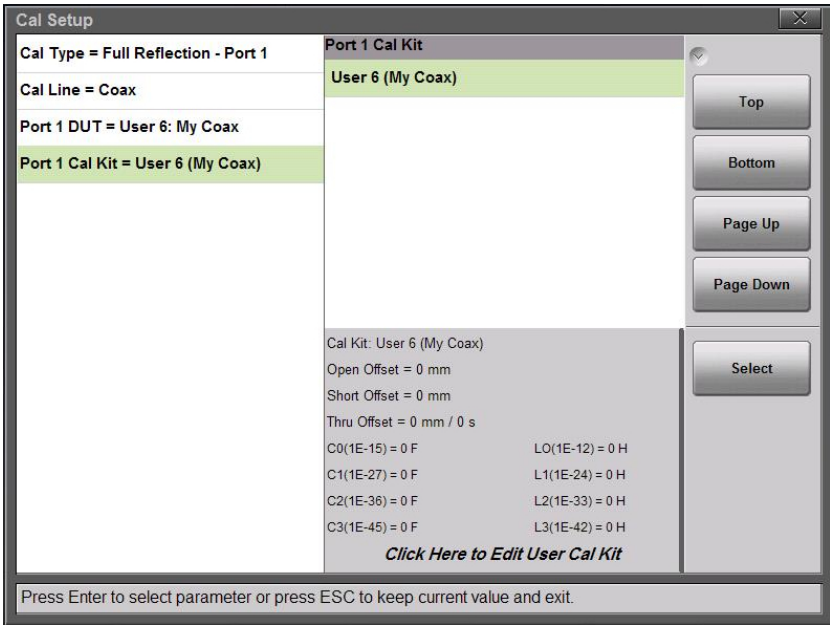 Cal Setup
Cal Type = Full Reflection - Port 1
Cal Line = Coax
Port 1 DUT = User 6: My Coax
Port 1 Cal Kit = User 6 (My Coax)
Port 1 Cal Kit
User 6 (My Coax)
Cal Kit: User 6 (My Coax)
Open Offset = 0 mm
Short Offset = 0 mm
Thru Offset = 0 mm / 0 s
C0(1E-15) = 0 F LO(1E-12) = 0 H
C1(1E-27) = 0 F L1(1E-24) = 0 H
C2(1E-36) = 0 F L2(1E-33) = 0 H
C3(1E-45) = 0 F L3(1E-42) = 0 H
Click Here to Edit User Cal Kit
Top
Bottom
Page Up
Page Down
Select
Press Enter to select parameter or press ESC to keep current value and exit.